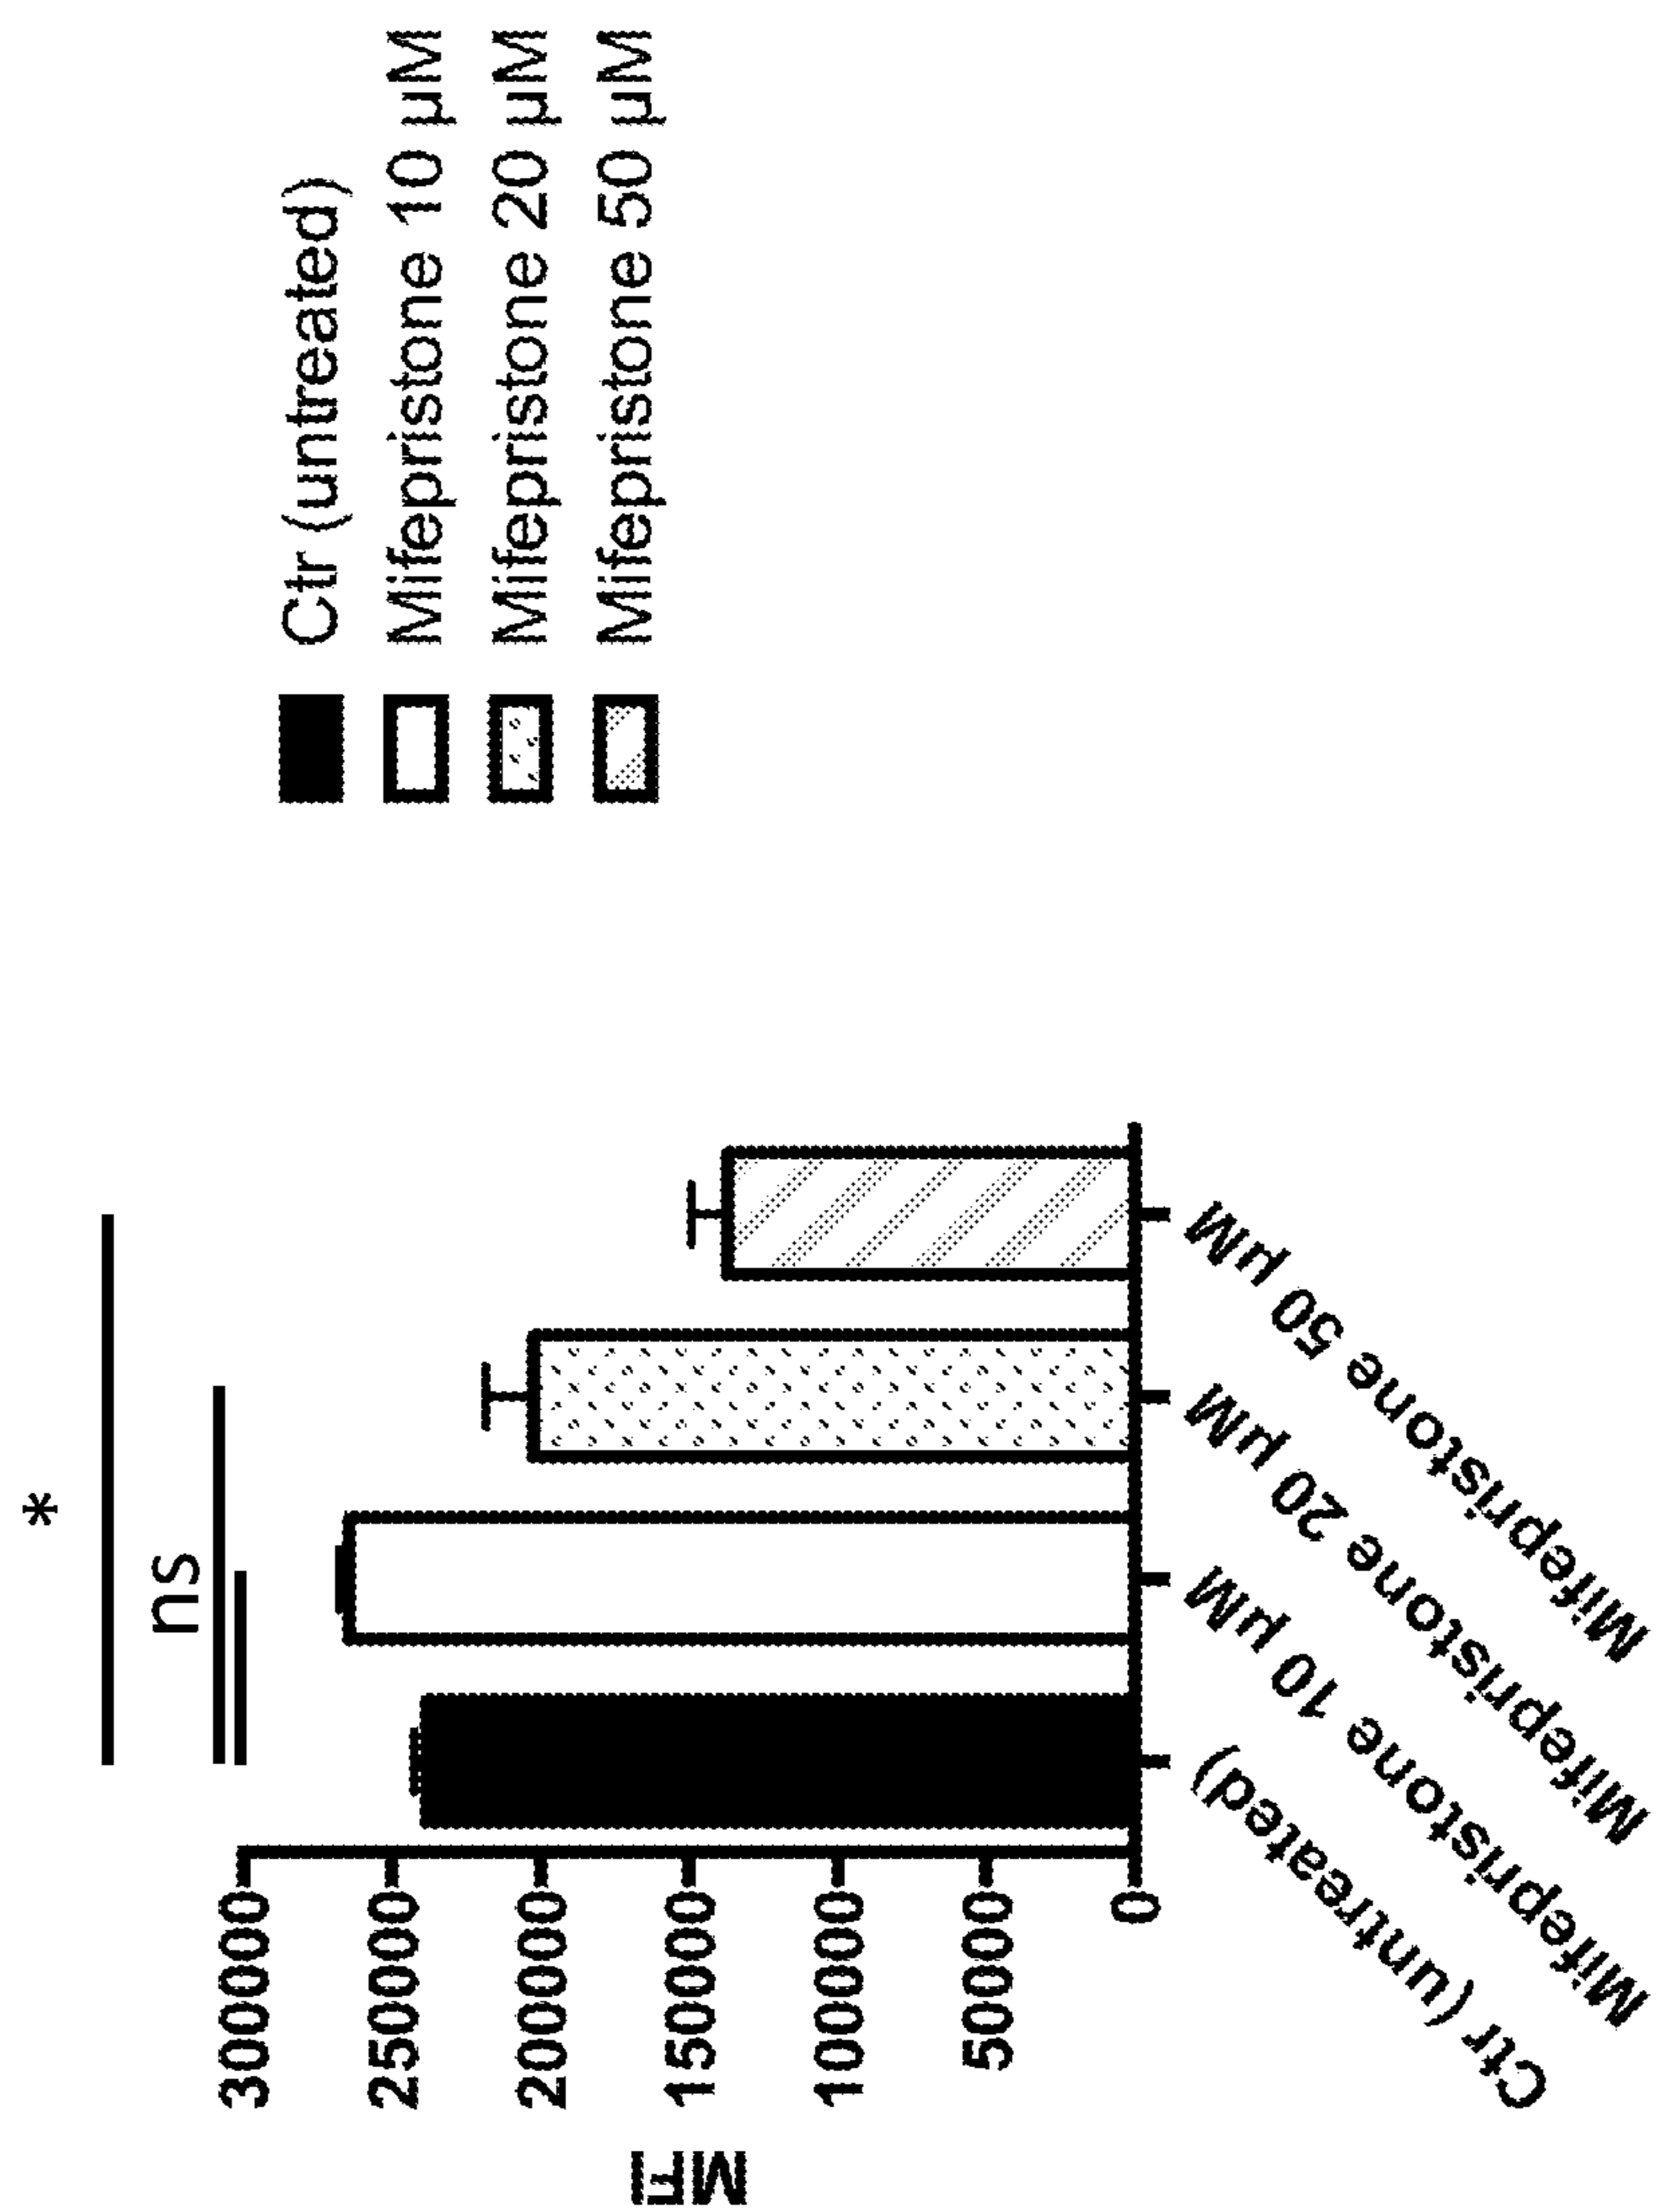 *
ns
MFI
300000
250000
200000
150000
100000
50000
0
Ctr (untreated)
Mifepristone 10 µM
Mifepristone 20 µM
Mifepristone 50 µM
Ctr (untreated)
Mifepristone 10 µM
Mifepristone 20 µM
Mifepristone 50 µM